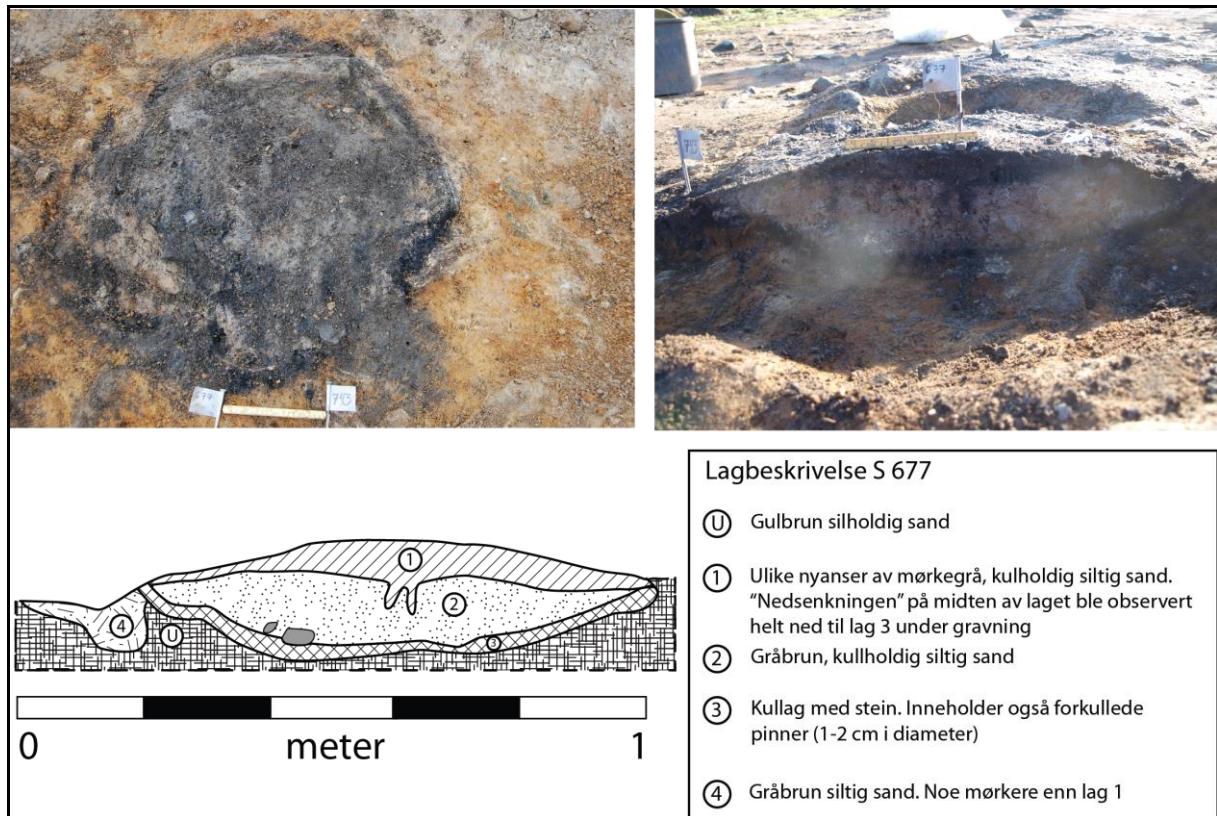 677
743
743
677
Lagbeskrivelse S 677
U Gulbrun silholdig sand
1 Ulike nyanser av mørkegrå, kulholdig siltig sand.
"Nedsenkningen" på midten av laget ble observert
helt ned til lag 3 under gravning
2 Gråbrun, kullholdig siltig sand
3 Kullag med stein. Inneholder også forkullede
pinner (1-2 cm i diameter)
4 Gråbrun siltig sand. Noe mørkere enn lag 1
1
2
3
4
U
0 meter 1